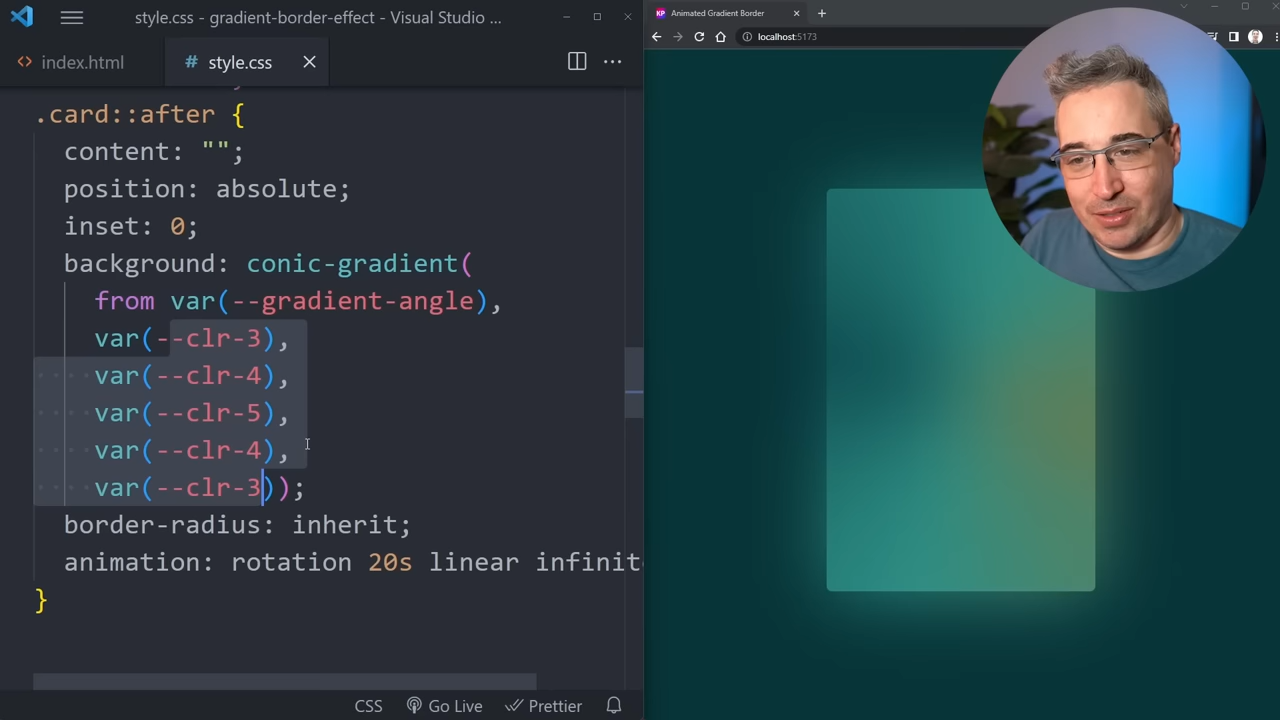 style.css - gradient-border-effect - Visual Studio ...
index.html
# style.css
.card::after {
content: "";
position: absolute;
inset: 0;
background: conic-gradient(
from var(--gradient-angle),
var(--clr-3),
var(--clr-4),
var(--clr-5),
var(--clr-4),
var(--clr-3));
border-radius: inherit;
animation: rotation 20s linear infinit
}
CSS
Go Live
Prettier
KP
Animated Gradient Border
localhost:5173